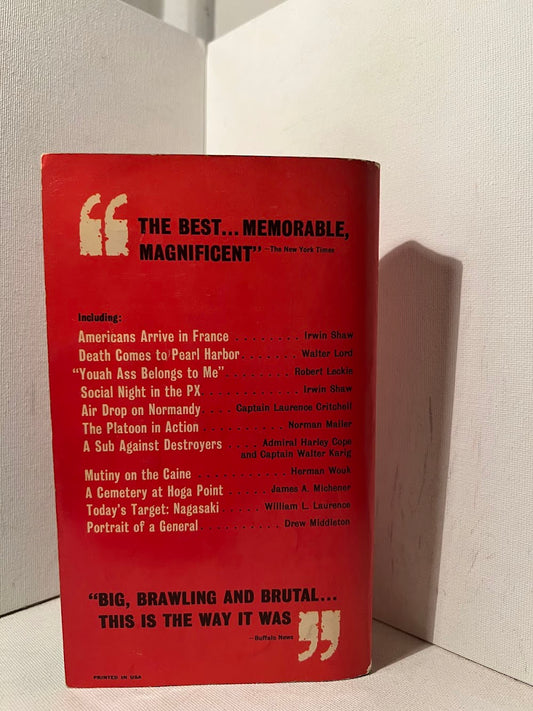 “THE BEST... MEMORABLE,
MAGNIFICENT” —The New York Times
Including:
Americans Arrive in France ........ Irwin Shaw
Death Comes to Pearl Harbor....... Walter Lord
“Youah Ass Belongs to Me”......... Robert Leckie
Social Night in the PX ............ Irwin Shaw
Air Drop on Normandy.... Captain Laurence Critchell
The Platoon in Action ......... Norman Mailer
A Sub Against Destroyers .... Admiral Harley Cope
and Captain Walter Karig
Mutiny on the Caine ........... Herman Wouk
A Cemetery at Hoga Point..... James A. Michener
Today's Target: Nagasaki ..... William L. Laurence
Portrait of a General.......... Drew Middleton
“BIG, BRAWLING AND BRUTAL...
THIS IS THE WAY IT WAS”
—Buffalo News
PRINTED IN USA